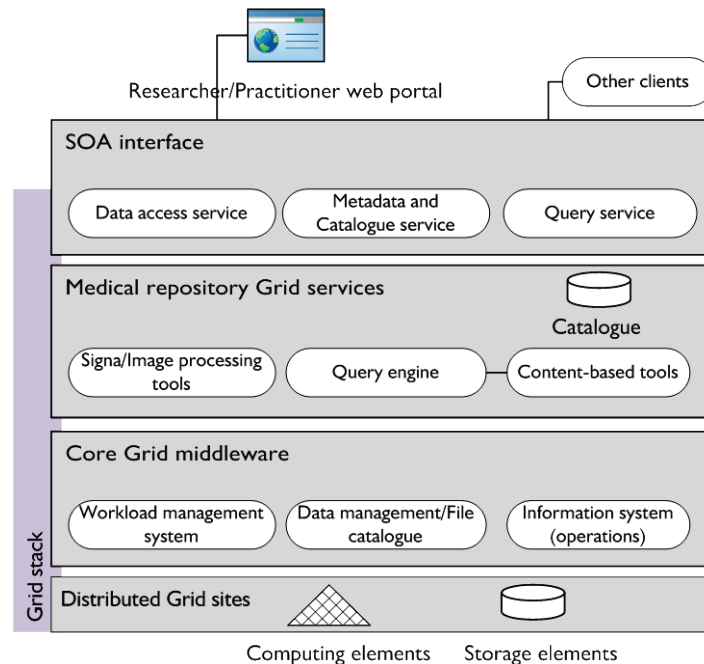 Researcher/Practitioner web portal
Other clients
SOA interface
Data access service
Metadata and
Catalogue service
Query service
Medical repository Grid services
Catalogue
Signa/Image processing
tools
Query engine
Content-based tools
Core Grid middleware
Workload management
system
Data management/File
catalogue
Information system
(operations)
Grid stack
Distributed Grid sites
Computing elements
Storage elements